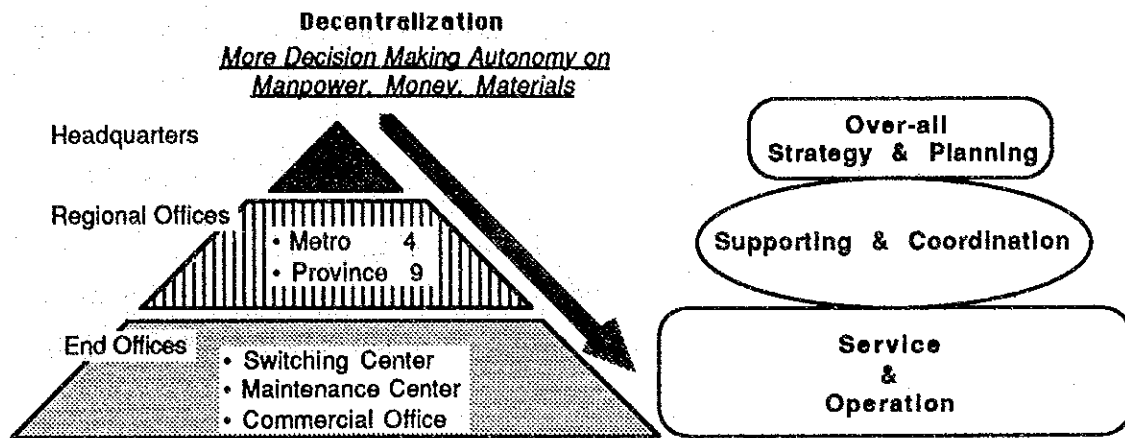 Decentralization
More Decision Making Autonomy on
Manpower, Money, Materials
Headquarters
Regional Offices
• Metro 4
• Province 9
End Offices
• Switching Center
• Maintenance Center
• Commercial Office
Over-all
Strategy & Planning
Supporting & Coordination
Service
&
Operation